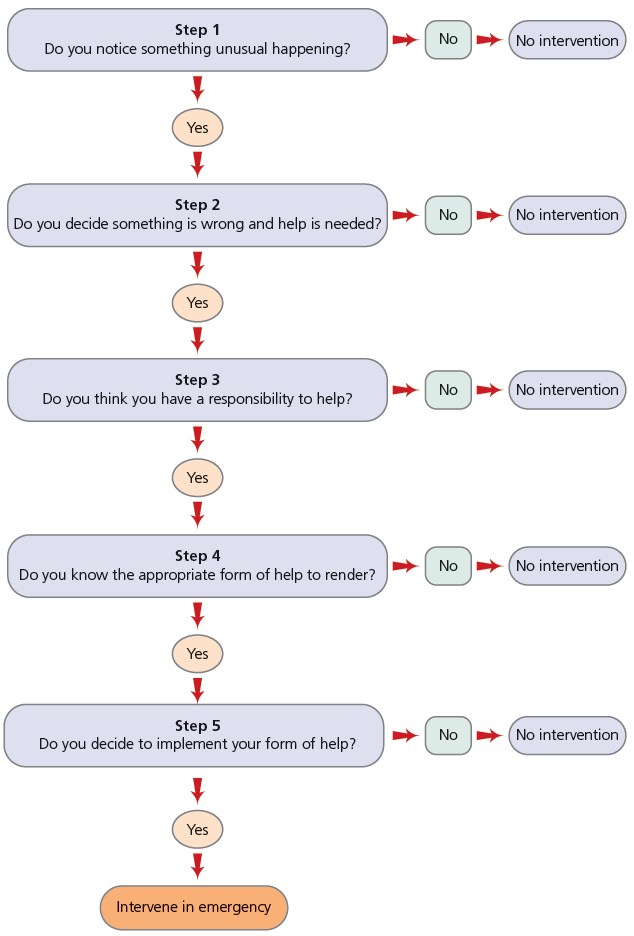 Step 1
Do you notice something unusual happening?
No
No intervention
Yes
Step 2
Do you decide something is wrong and help is needed?
No
No intervention
Yes
Step 3
Do you think you have a responsibility to help?
No
No intervention
Yes
Step 4
Do you know the appropriate form of help to render?
No
No intervention
Yes
Step 5
Do you decide to implement your form of help?
No
No intervention
Yes
Intervene in emergency